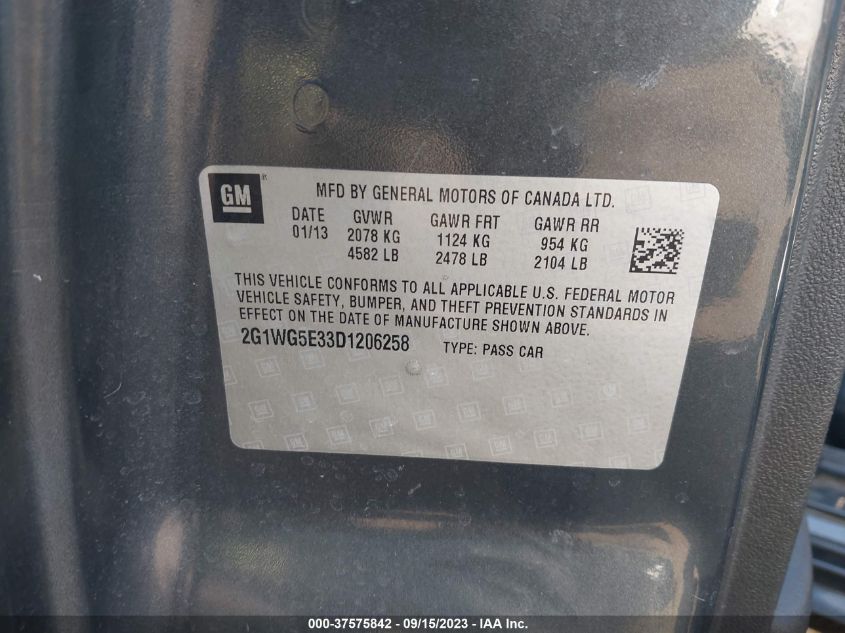 GM
MFD BY GENERAL MOTORS OF CANADA LTD.
DATE GVWR GAWR FRT GAWR RR
01/13 2078 KG 1124 KG 954 KG
4582 LB 2478 LB 2104 LB
THIS VEHICLE CONFORMS TO ALL APPLICABLE U.S. FEDERAL MOTOR
VEHICLE SAFETY, BUMPER, AND THEFT PREVENTION STANDARDS IN
EFFECT ON THE DATE OF MANUFACTURE SHOWN ABOVE.
2G1WG5E33D1206258 TYPE: PASS CAR
000-37575842 - 09/15/2023 - IAA Inc.